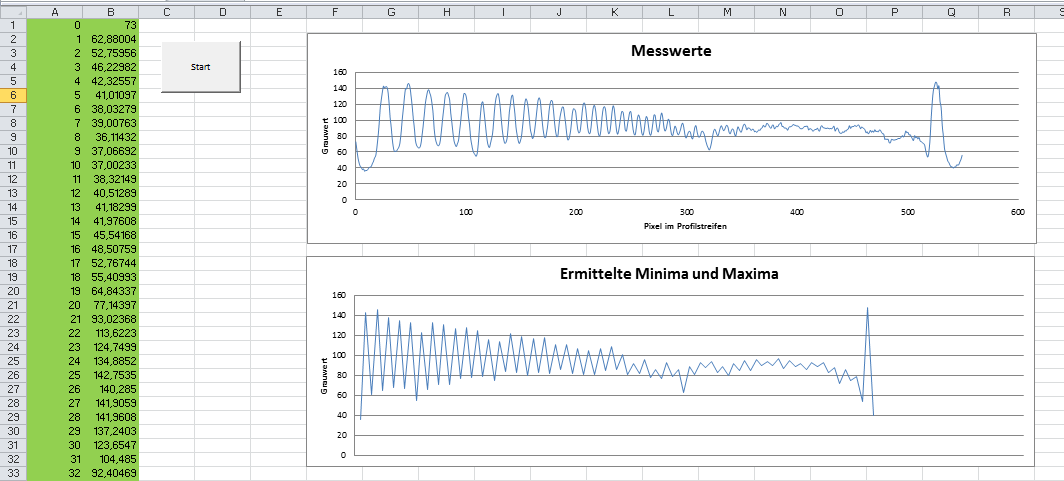 A B C D E F G H I J K L M N O P Q R S
1 0 73
2 1 62,88004
3 2 52,75956
4 3 46,22982
5 4 42,32557
6 5 41,01097
7 6 38,03279
8 7 39,00763
9 8 36,11432
10 9 37,06692
11 10 37,00233
12 11 38,32149
13 12 40,51289
14 13 41,18299
15 14 41,97608
16 15 45,54168
17 16 48,50759
18 17 52,76744
19 18 55,40993
20 19 64,84337
21 20 77,14397
22 21 93,02368
23 22 113,6223
24 23 124,7499
25 24 134,8852
26 25 142,7535
27 26 140,285
28 27 141,9059
29 28 141,9608
30 29 137,2403
31 30 123,6547
32 31 104,485
33 32 92,40469
Start
Messwerte
Grauwert
160
140
120
100
80
60
40
20
0
0 100 200 300 400 500 600
Pixel im Profilstreifen
Ermittelte Minima und Maxima
Grauwert
160
140
120
100
80
60
40
20
0